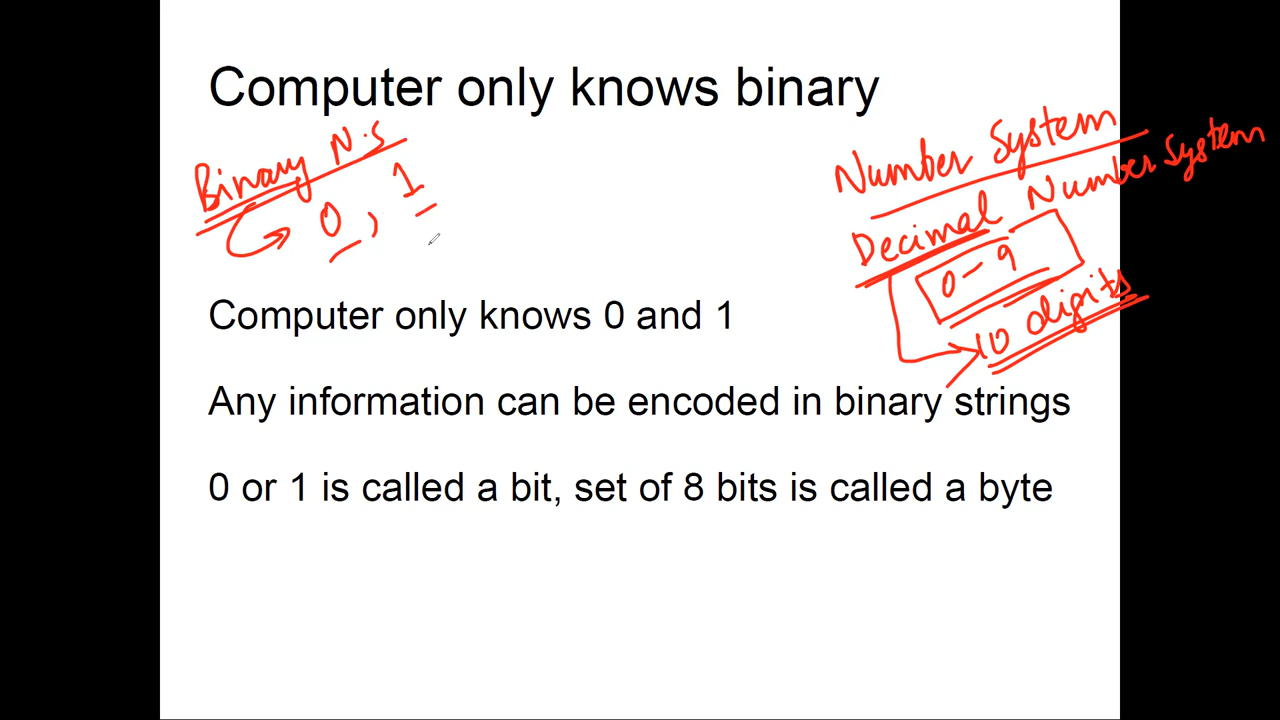 Computer only knows binary
Binary N.S
0, 1
Number System
Decimal Number System
0-9
10 digits
Computer only knows 0 and 1
Any information can be encoded in binary strings
0 or 1 is called a bit, set of 8 bits is called a byte